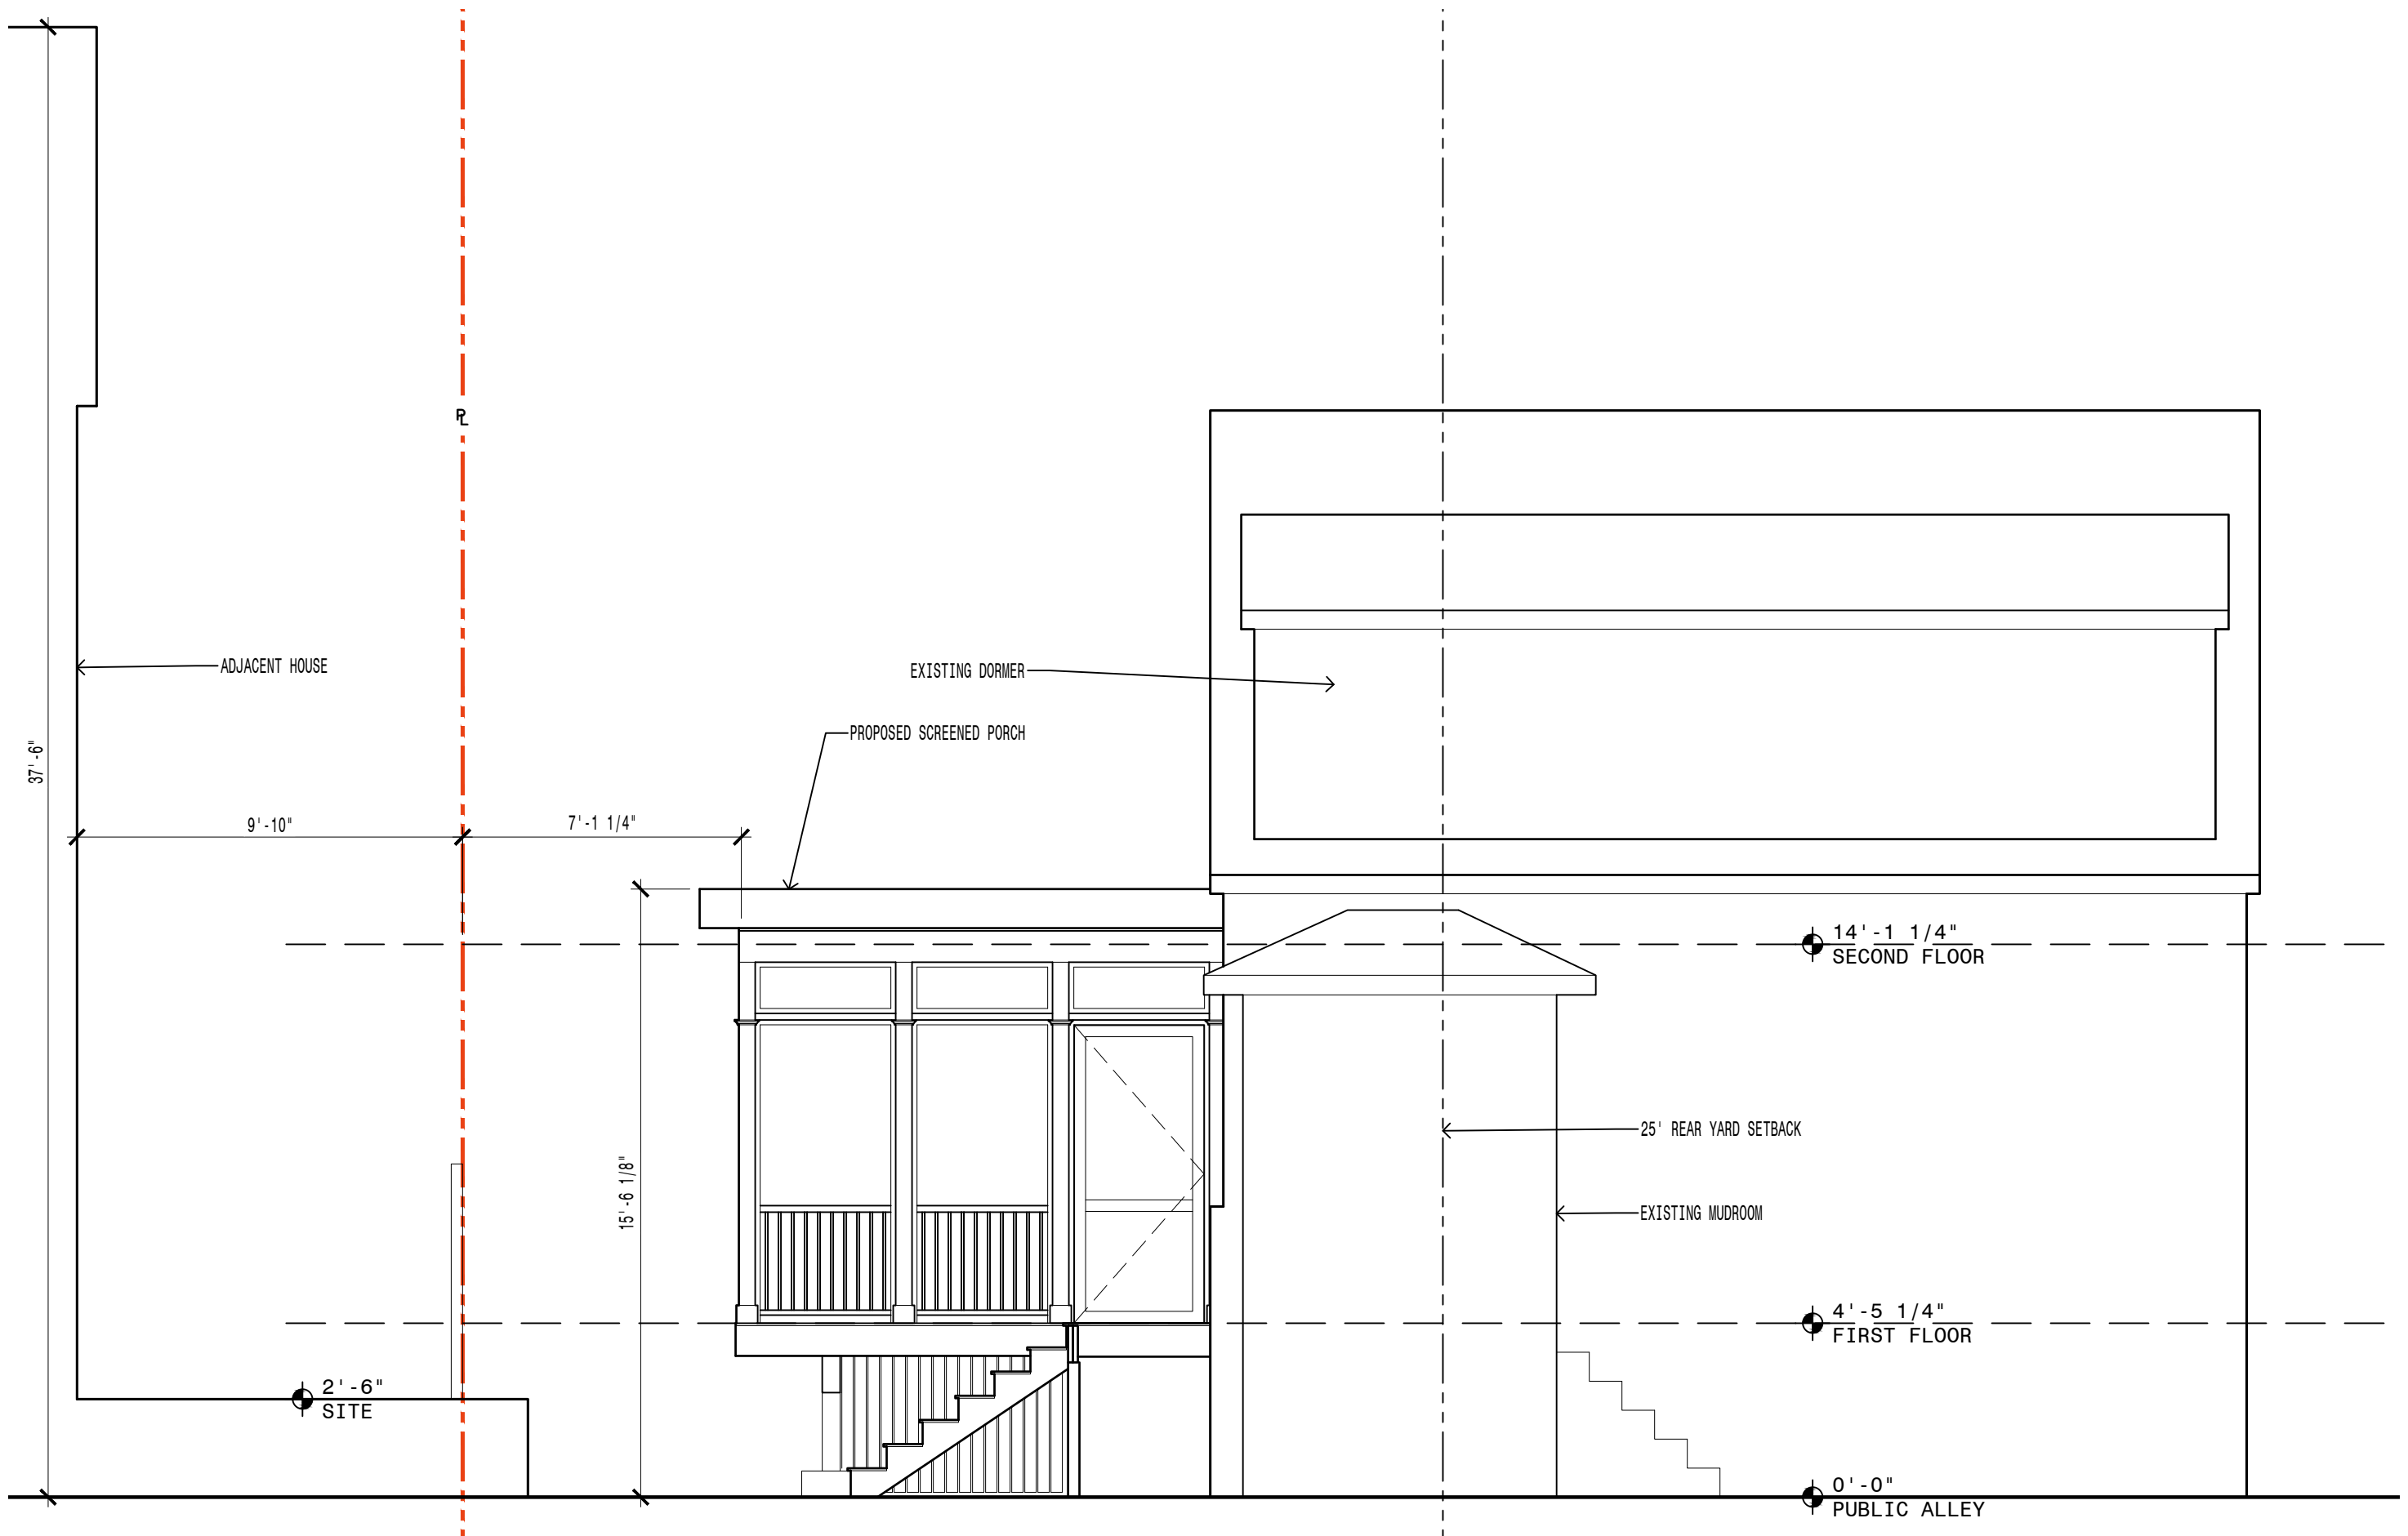 PL
ADJACENT HOUSE
EXISTING DORMER
PROPOSED SCREENED PORCH
37'-6"
9'-10"
7'-1 1/4"
14'-1 1/4"
SECOND FLOOR
25' REAR YARD SETBACK
15'-6 1/8"
EXISTING MUDROOM
4'-5 1/4"
FIRST FLOOR
2'-6"
SITE
0'-0"
PUBLIC ALLEY